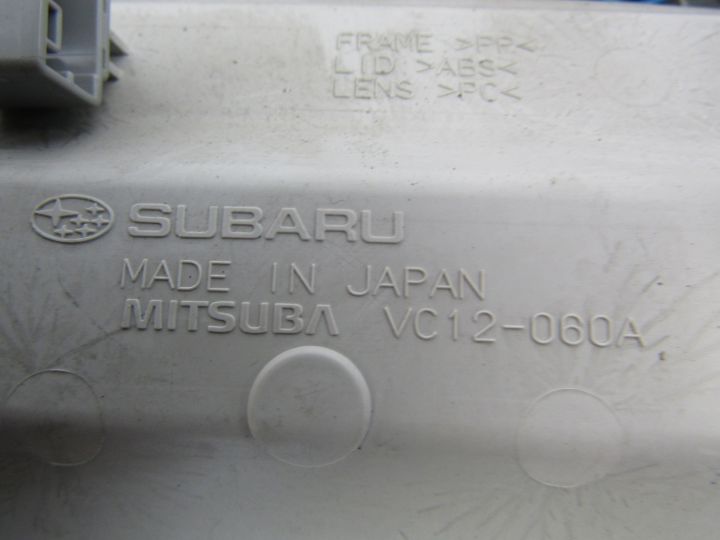 FRAME >PP<
LID >ABS<
LENS >PC<
SUBARU
MADE IN JAPAN
MITSUBA VC12-060A